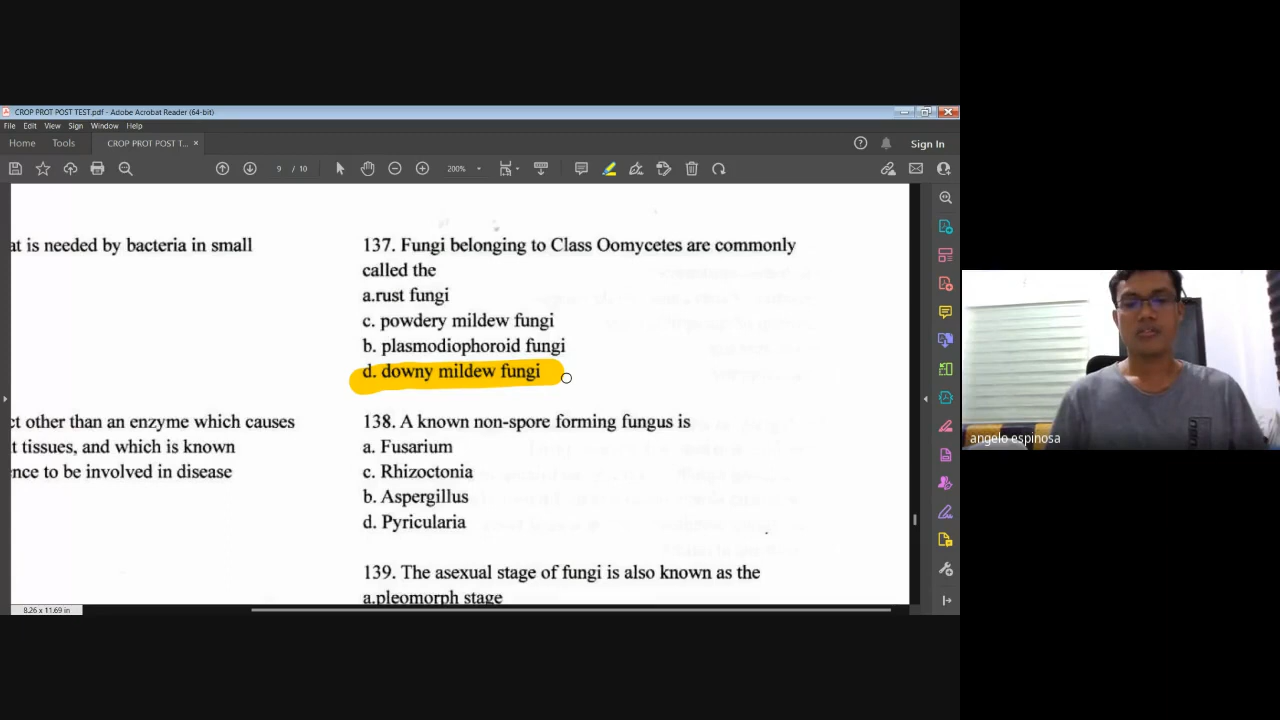 CROP PROT POST TEST.pdf - Adobe Acrobat Reader (64-bit)
File Edit View Sign Window Help
Home Tools CROP PROT POST T... × Sign In
9 / 10 200%
at is needed by bacteria in small
ct other than an enzyme which causes
t tissues, and which is known
nce to be involved in disease
137. Fungi belonging to Class Oomycetes are commonly
called the
a.rust fungi
c. powdery mildew fungi
b. plasmodiophoroid fungi
d. downy mildew fungi
138. A known non-spore forming fungus is
a. Fusarium
c. Rhizoctonia
b. Aspergillus
d. Pyricularia
139. The asexual stage of fungi is also known as the
a.pleomorph stage
8.26 x 11.69 in
angelo espinosa